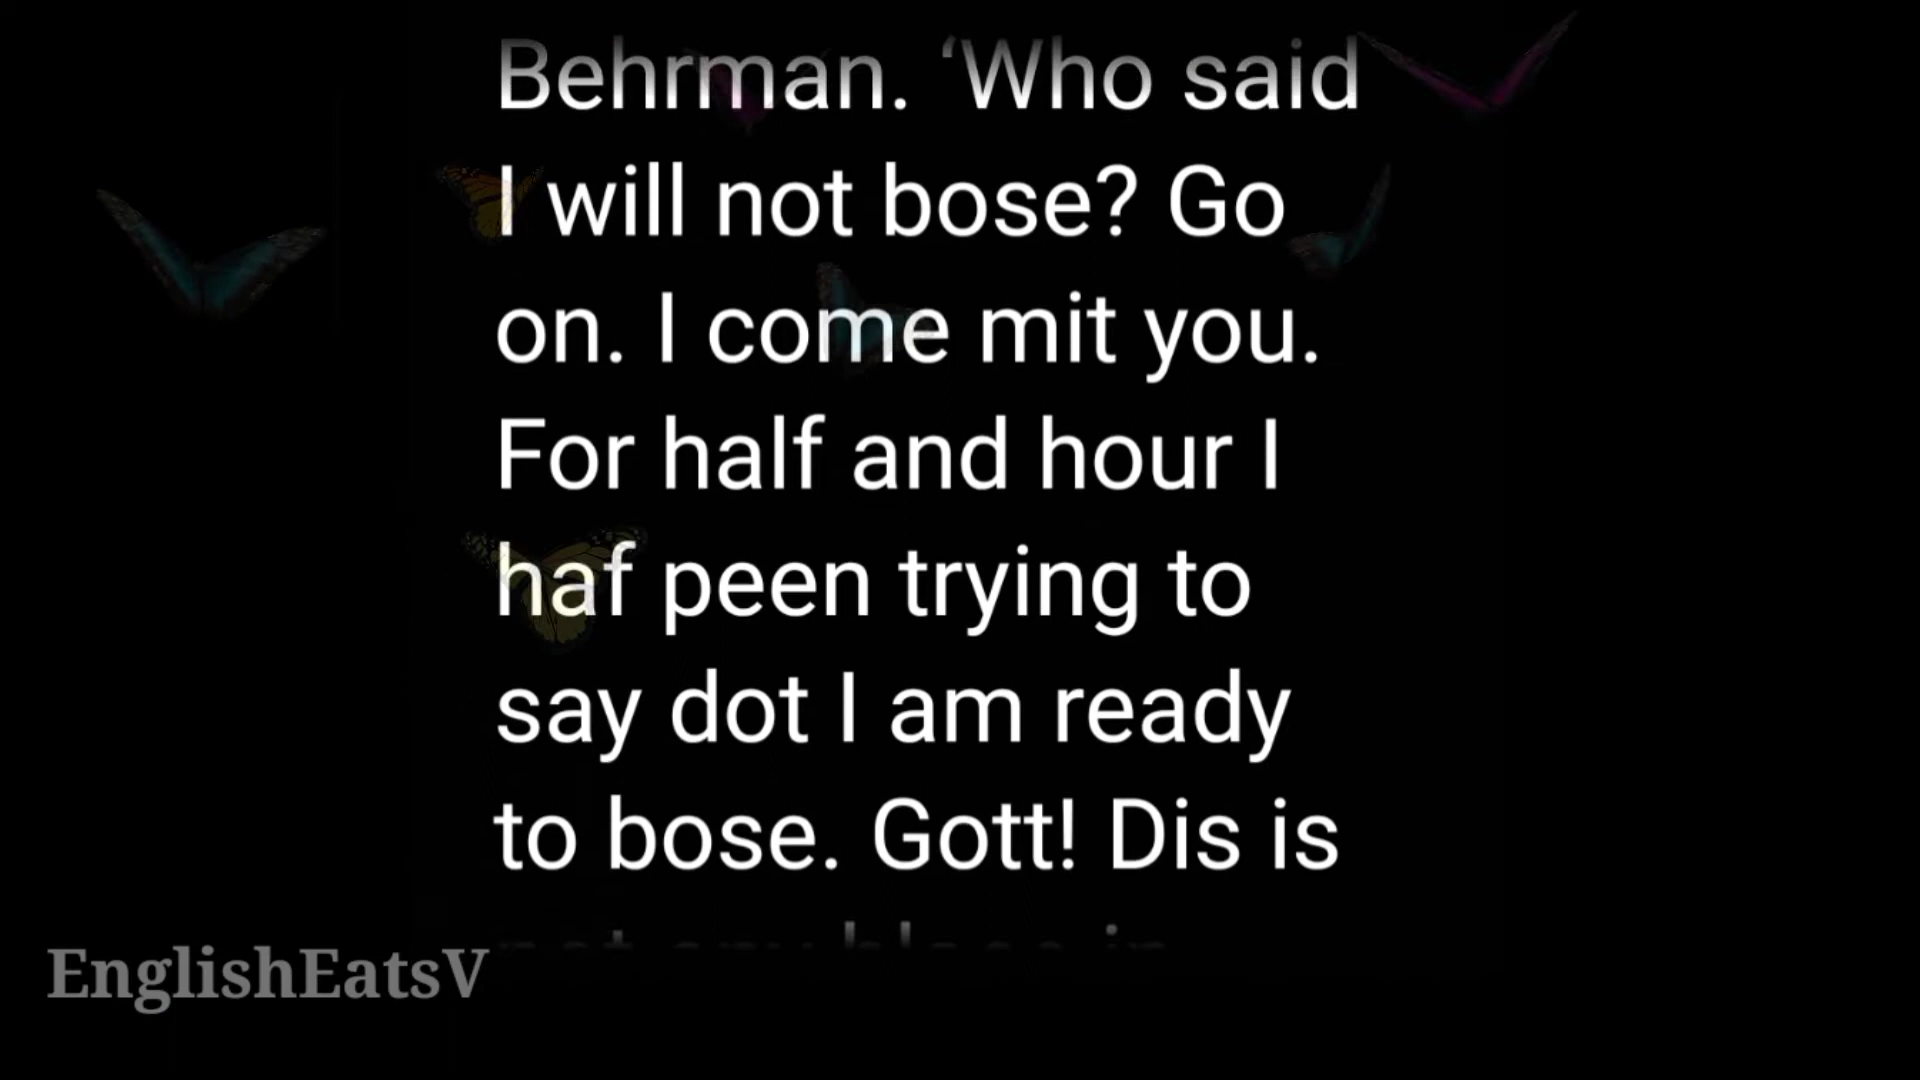 Behrman. ‘Who said
I will not bose? Go
on. I come mit you.
For half and hour I
haf peen trying to
say dot I am ready
to bose. Gott! Dis is
EnglishEatsV